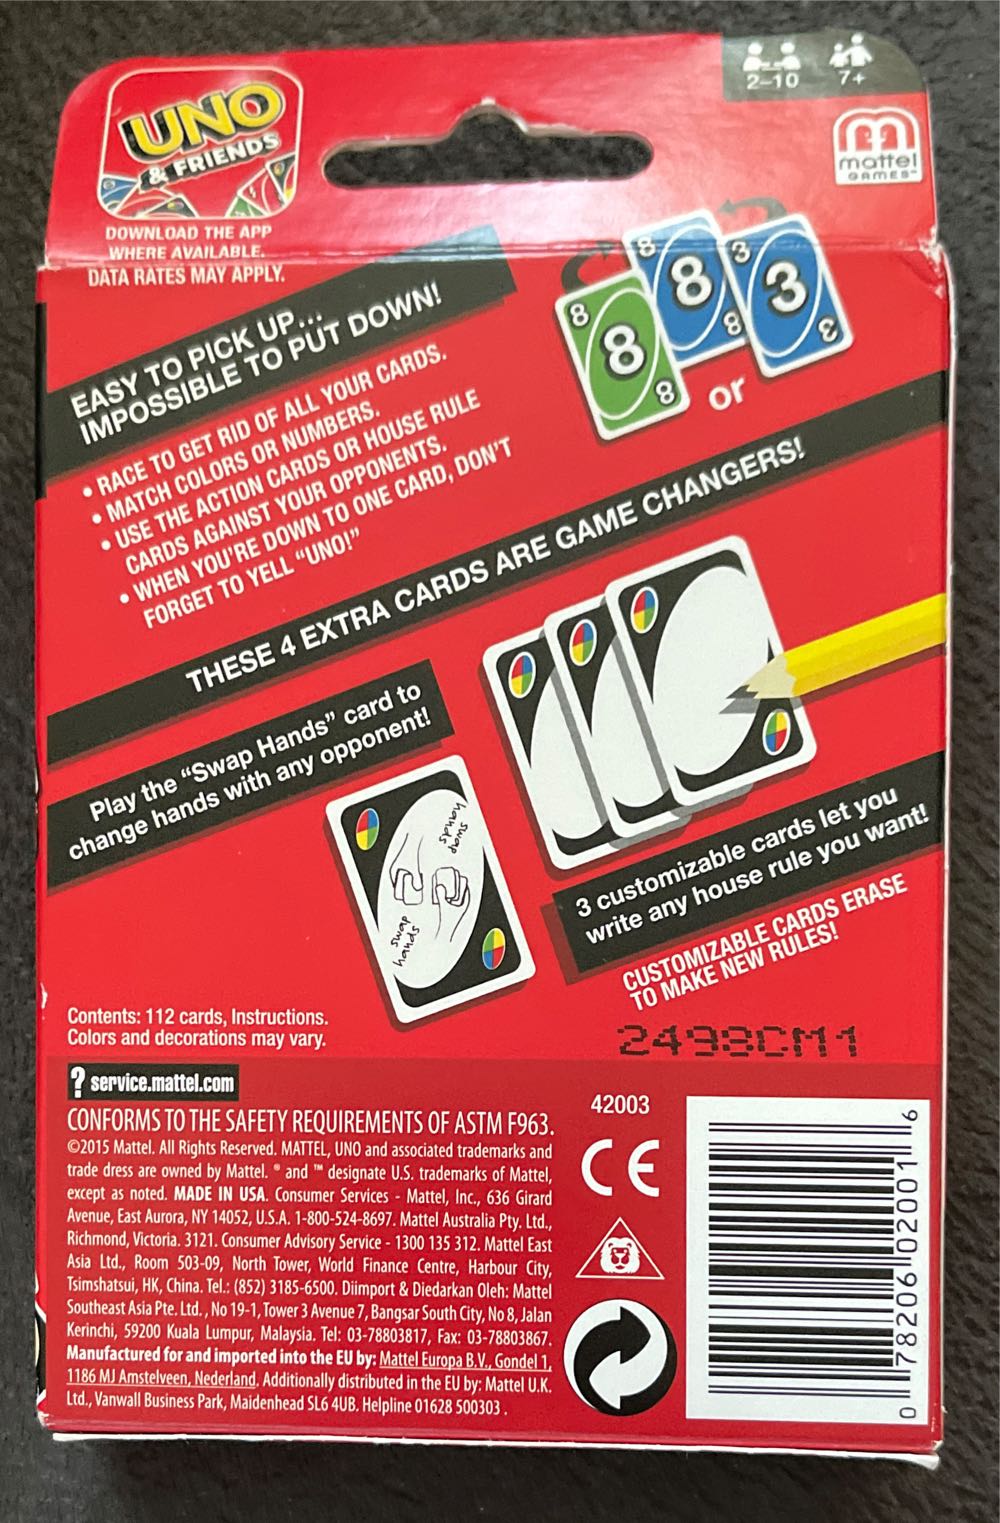 UNO
& FRIENDS
DOWNLOAD THE APP
WHERE AVAILABLE.
DATA RATES MAY APPLY.
2–10
7+
mattel
GAMES™
EASY TO PICK UP...
IMPOSSIBLE TO PUT DOWN!
• RACE TO GET RID OF ALL YOUR CARDS.
• MATCH COLORS OR NUMBERS.
• USE THE ACTION CARDS OR HOUSE RULE
CARDS AGAINST YOUR OPPONENTS.
• WHEN YOU'RE DOWN TO ONE CARD, DON'T
FORGET TO YELL “UNO!”
8
8
8
8
8
8
3
3
3
or
THESE 4 EXTRA CARDS ARE GAME CHANGERS!
Play the “Swap Hands” card to
change hands with any opponent!
swap
hands
swap
hands
3 customizable cards let you
write any house rule you want!
CUSTOMIZABLE CARDS ERASE
TO MAKE NEW RULES!
Contents: 112 cards, Instructions.
Colors and decorations may vary.
2498CM1
? service.mattel.com
CONFORMS TO THE SAFETY REQUIREMENTS OF ASTM F963.
©2015 Mattel. All Rights Reserved. MATTEL, UNO and associated trademarks and
trade dress are owned by Mattel. ® and ™ designate U.S. trademarks of Mattel,
except as noted. MADE IN USA. Consumer Services - Mattel, Inc., 636 Girard
Avenue, East Aurora, NY 14052, U.S.A. 1-800-524-8697. Mattel Australia Pty. Ltd.,
Richmond, Victoria. 3121. Consumer Advisory Service - 1300 135 312. Mattel East
Asia Ltd., Room 503-09, North Tower, World Finance Centre, Harbour City,
Tsimshatsui, HK, China. Tel.: (852) 3185-6500. Diimport & Diedarkan Oleh: Mattel
Southeast Asia Pte. Ltd. , No 19-1, Tower 3 Avenue 7, Bangsar South City, No 8, Jalan
Kerinchi, 59200 Kuala Lumpur, Malaysia. Tel: 03-78803817, Fax: 03-78803867.
Manufactured for and imported into the EU by: Mattel Europa B.V., Gondel 1,
1186 MJ Amstelveen, Nederland. Additionally distributed in the EU by: Mattel U.K.
Ltd., Vanwall Business Park, Maidenhead SL6 4UB. Helpline 01628 500303 .
42003
CE
0 78206 02001 6